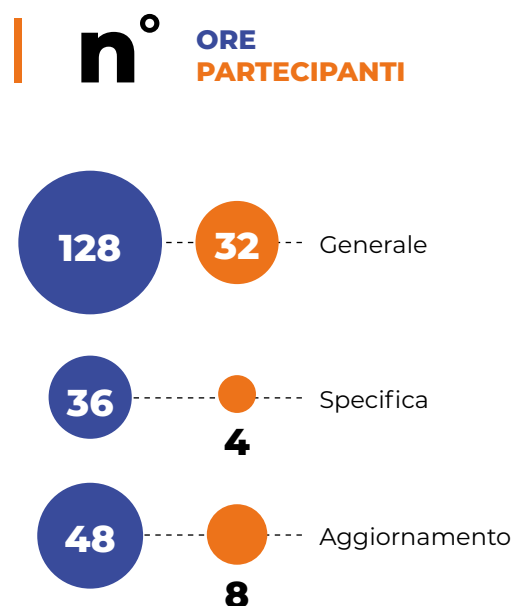 n° ORE
PARTECIPANTI
128 32 Generale
36 Specifica
4
48 Aggiornamento
8